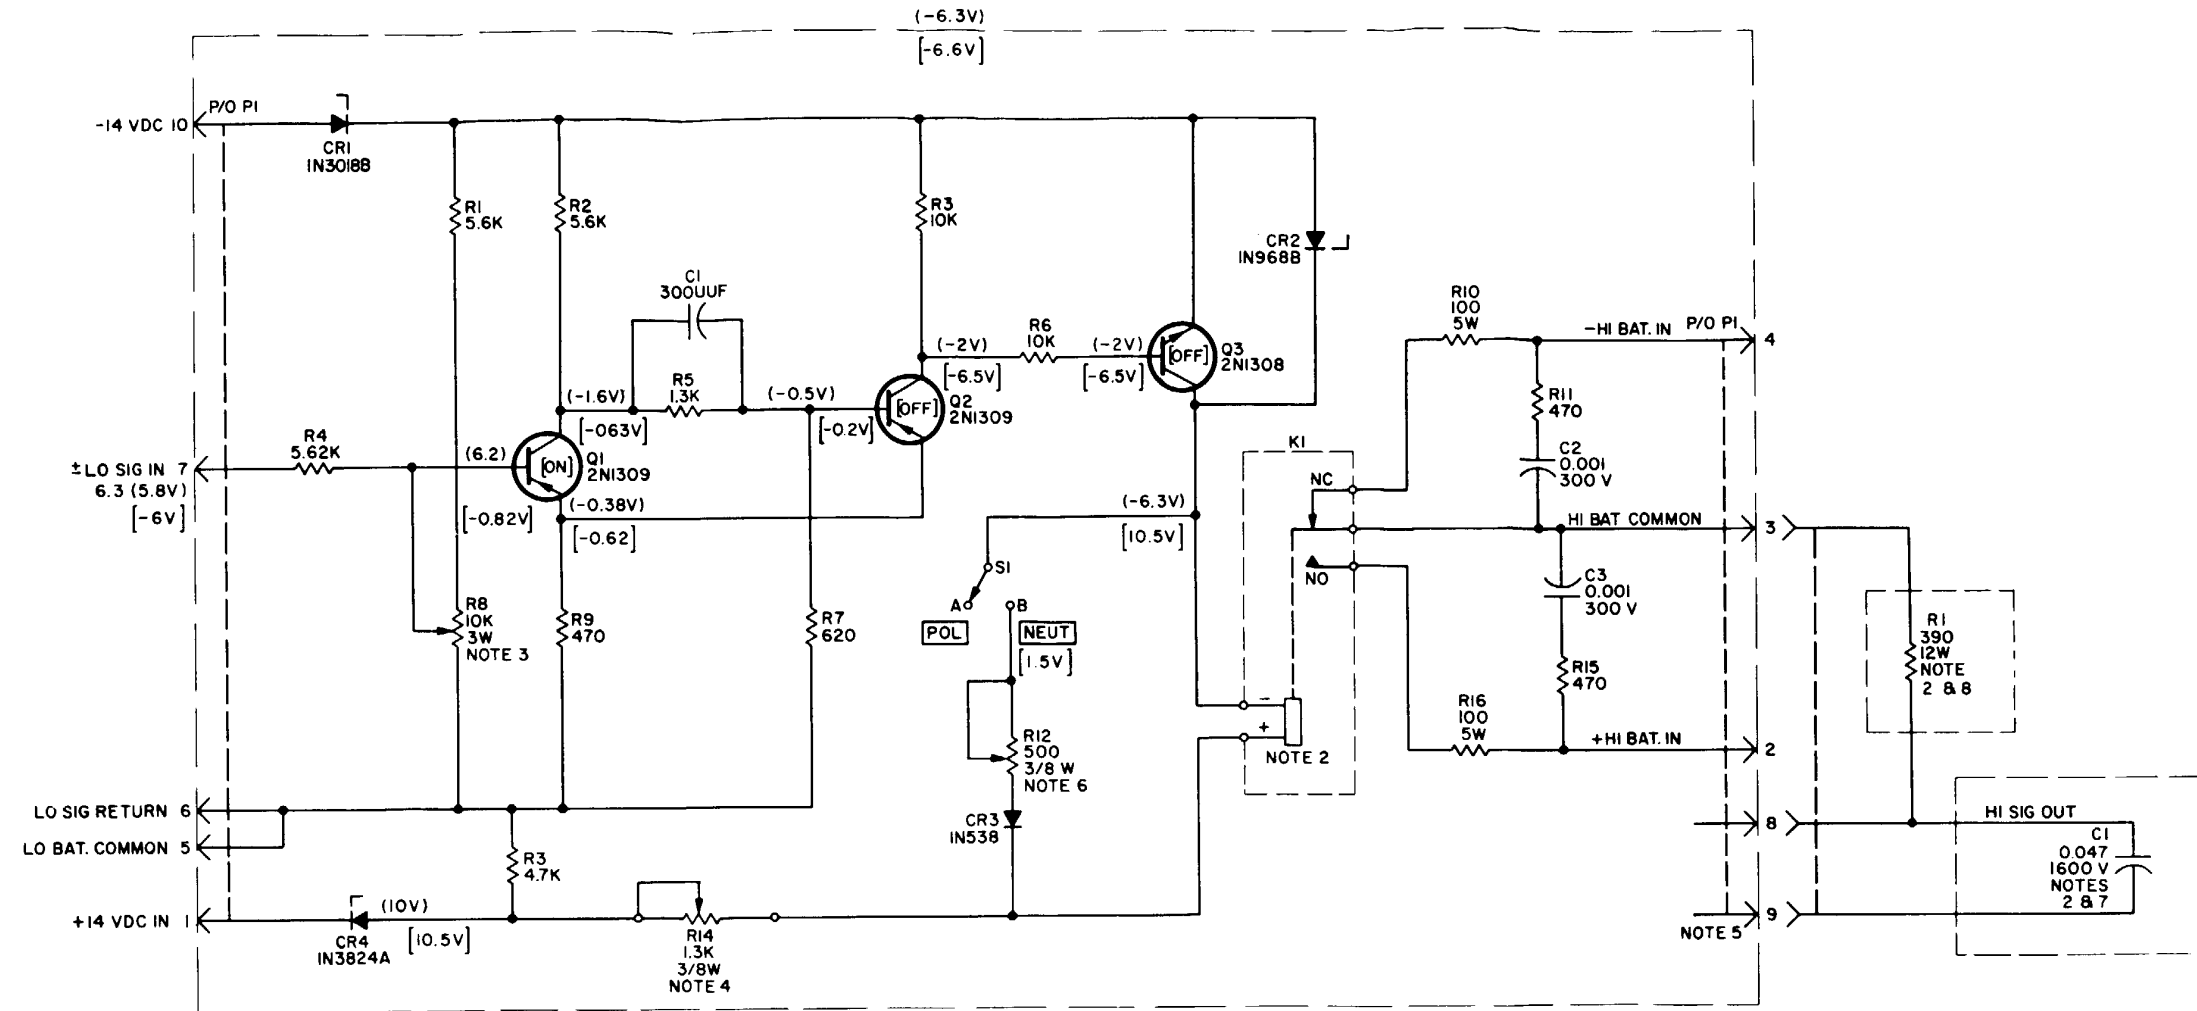 (-6.3V)
[-6.6V]
P/O P1
-14 VDC 10
CR1
IN3018B
R1
5.6K
R2
5.6K
R3
10K
CR2
IN968B
C1
300UUF
R10
100
5W
-HI BAT. IN
P/O P1
4
(-2V)
R6
10K
(-2V)
[OFF]
Q3
2N1308
[-6.5V]
[-6.5V]
(-1.6V)
R5
1.3K
(-0.5V)
[OFF]
Q2
2N1309
[-063V]
[-0.2V]
R11
470
R4
5.62K
(6.2)
[ON]
Q1
2N1309
±LO SIG IN 7
6.3 (5.8V)
[-6V]
[-0.82V]
(-0.38V)
[-0.62]
K1
NC
C2
0.001
300 V
(-6.3V)
[10.5V]
HI BAT COMMON
3
NO
S1
A
B
POL
NEUT
[1.5V]
C3
0.001
300 V
R8
10K
3W
NOTE 3
R9
470
R7
620
R1
390
12W
NOTE
2 & 8
R15
470
R16
100
5W
+HI BAT. IN
2
-
+
NOTE 2
R12
500
3/8 W
NOTE 6
CR3
IN538
LO SIG RETURN 6
LO BAT. COMMON 5
R3
4.7K
8
HI SIG OUT
C1
0.047
1600 V
NOTES
2 & 7
+14 VDC IN 1
(10V)
[10.5V]
CR4
IN3824A
R14
1.3K
3/8W
NOTE 4
9
NOTE 5